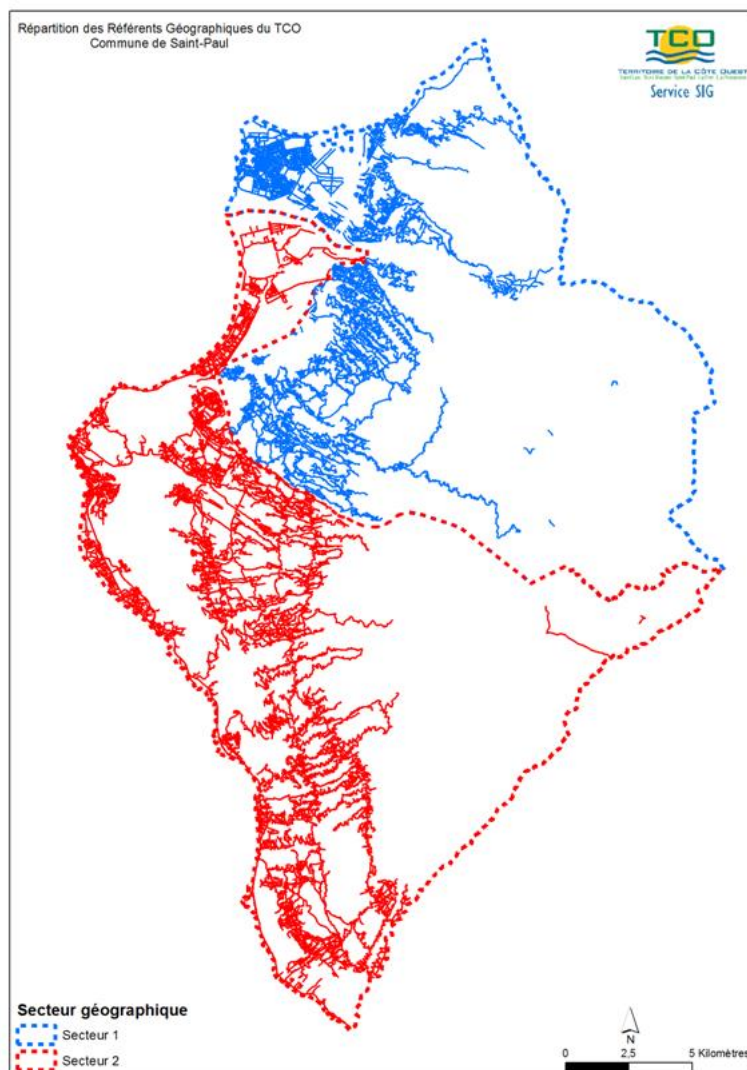 Répartition des Référents Géographiques du TCO
Commune de Saint-Paul
TCO
TERRITOIRE DE LA CÔTE OUEST
Service SIG
Secteur géographique
Secteur 1
Secteur 2
N
0 2,5 5 Kilomètres